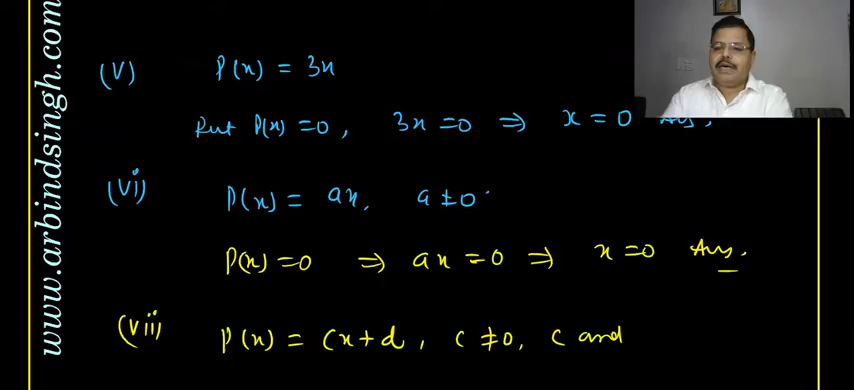 www.arbindsingh.com
(V) P(x) = 3x
Put P(x) = 0, 3x = 0 ⇒ x = 0 Ans.
(Vi) P(x) = ax, a ≠ 0
P(x) = 0 ⇒ ax = 0 ⇒ x = 0 Ans.
(Vii) P(x) = Cx + d, C ≠ 0, C and